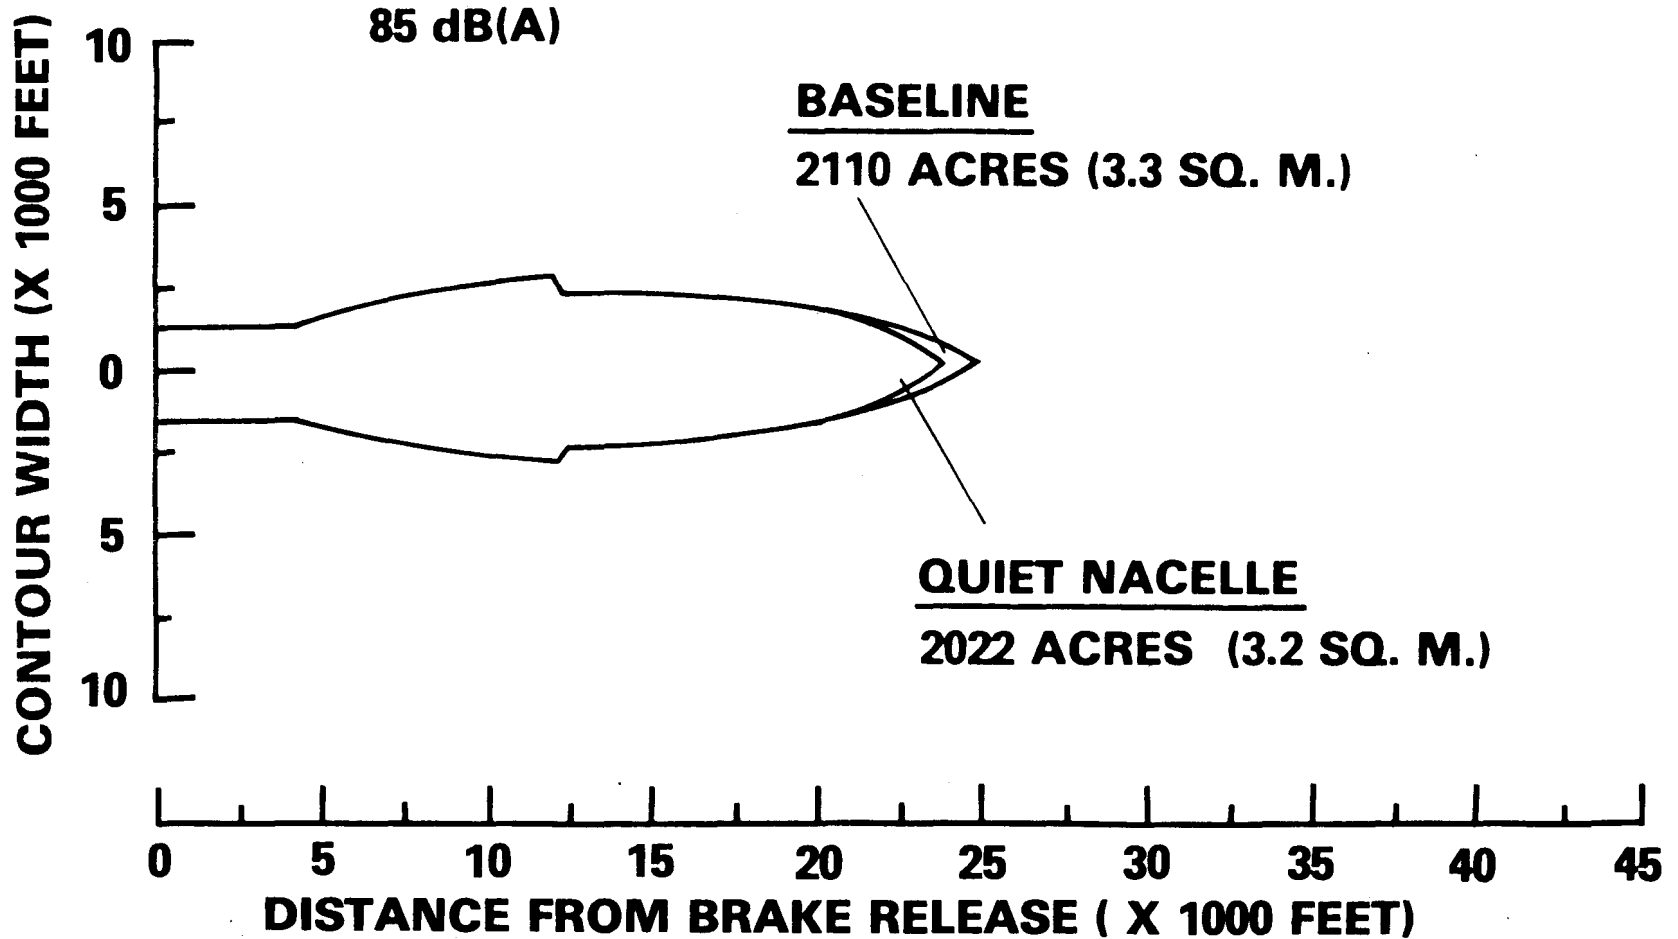 85 dB(A)
CONTOUR WIDTH (X 1000 FEET)
10
5
0
5
10
BASELINE
2110 ACRES (3.3 SQ. M.)
QUIET NACELLE
2022 ACRES (3.2 SQ. M.)
0 5 10 15 20 25 30 35 40 45
DISTANCE FROM BRAKE RELEASE ( X 1000 FEET)